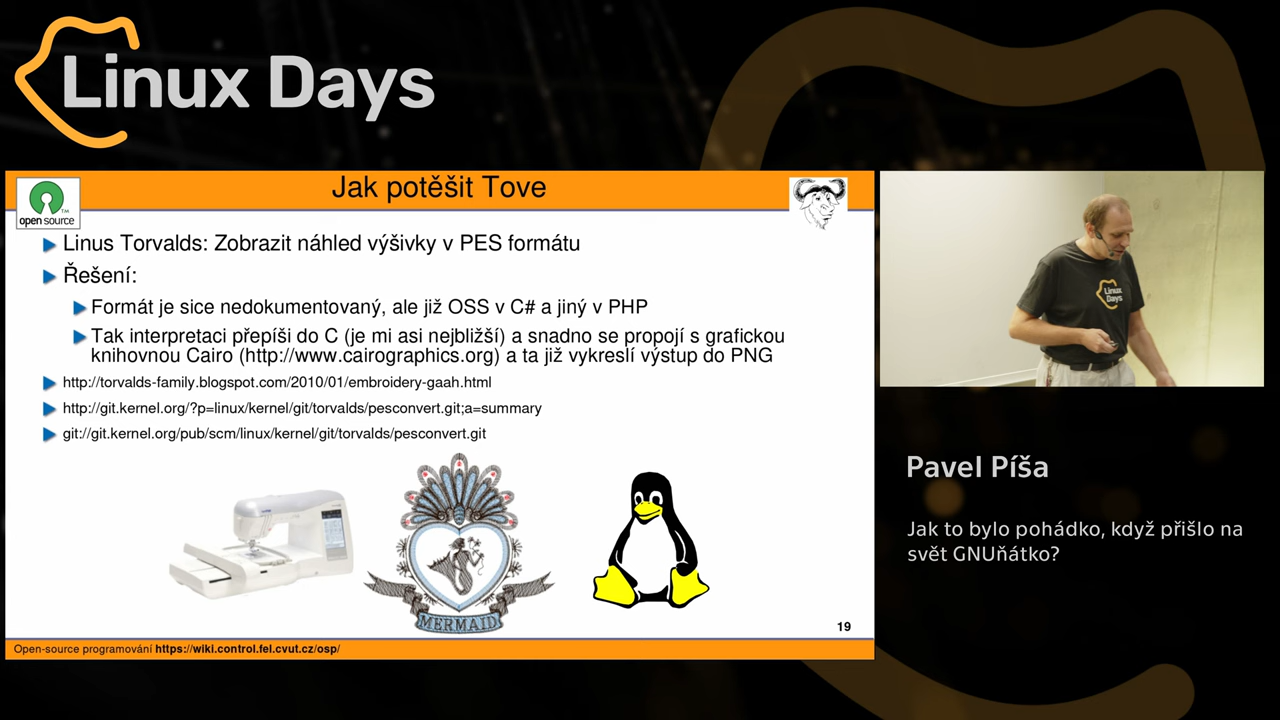 Linux Days
Jak potěšit Tove
open source
TM
Linus Torvalds: Zobrazit náhled výšivky v PES formátu
Řešení:
Formát je sice nedokumentovaný, ale již OSS v C# a jiný v PHP
Tak interpretaci přepíši do C (je mi asi nejbližší) a snadno se propojí s grafickou
knihovnou Cairo (http://www.cairographics.org) a ta již vykreslí výstup do PNG
http://torvalds-family.blogspot.com/2010/01/embroidery-gaah.html
http://git.kernel.org/?p=linux/kernel/git/torvalds/pesconvert.git;a=summary
git://git.kernel.org/pub/scm/linux/kernel/git/torvalds/pesconvert.git
MERMAID
19
Open-source programování https://wiki.control.fel.cvut.cz/osp/
Linux
Days
Pavel Píša
Jak to bylo pohádko, když přišlo na
svět GNUňátko?